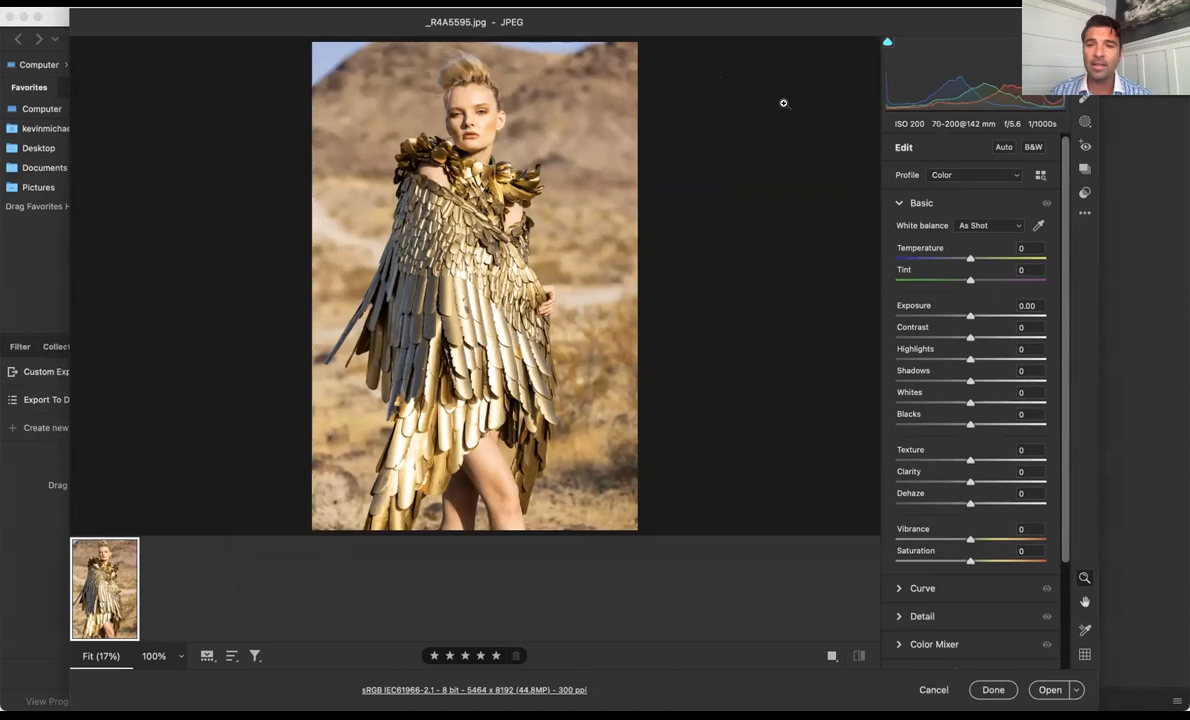 _R4A5595.jpg - JPEG
Computer
Favorites
Computer
kevinmichae
Desktop
Documents
Pictures
Drag Favorites H
Filter Collect
Custom Exp
Export To D
Create new
Drag
View Prog
ISO 200 70-200@142 mm f/5.6 1/1000s
Edit Auto B&W
Profile Color
Basic
White balance As Shot
Temperature 0
Tint 0
Exposure 0.00
Contrast 0
Highlights 0
Shadows 0
Whites 0
Blacks 0
Texture 0
Clarity 0
Dehaze 0
Vibrance 0
Saturation 0
Curve
Detail
Color Mixer
Fit (17%) 100%
sRGB IEC61966-2.1 - 8 bit - 5464 x 8192 (44.8MP) - 300 ppi
Cancel Done Open